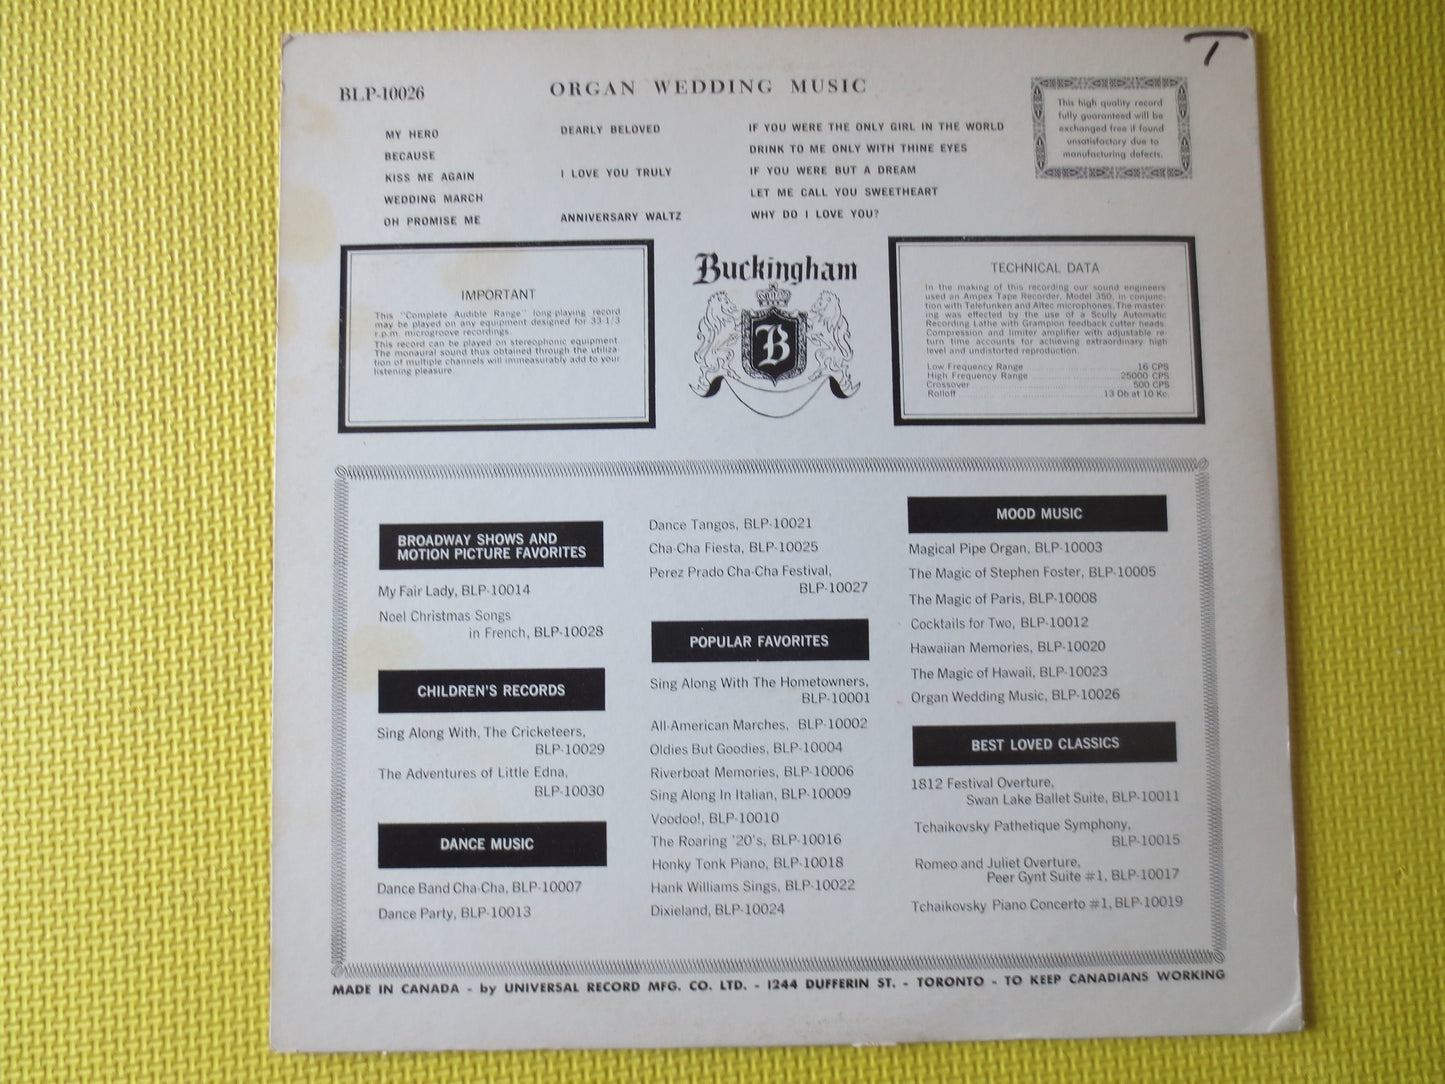 BLP-10026
ORGAN WEDDING MUSIC
MY HERO
BECAUSE
KISS ME AGAIN
WEDDING MARCH
OH PROMISE ME
DEARLY BELOVED
I LOVE YOU TRULY
ANNIVERSARY WALTZ
IF YOU WERE THE ONLY GIRL IN THE WORLD
DRINK TO ME ONLY WITH THINE EYES
IF YOU WERE BUT A DREAM
LET ME CALL YOU SWEETHEART
WHY DO I LOVE YOU?
This high quality record
fully guaranteed will be
exchanged free if found
unsatisfactory due to
manufacturing defects.
IMPORTANT
This "Complete Audible Range" long-playing record
may be played on any equipment designed for 33 1/3
r.p.m. microgroove recordings.
This record can be played on stereophonic equipment.
The monaural sound thus obtained through the utiliza-
tion of multiple channels will immeasurably add to your
listening pleasure.
Buckingham
B
TECHNICAL DATA
In the making of this recording our sound engineers
used an Ampex Tape Recorder, Model 350, in conjunc-
tion with Telefunken and Altec microphones. The master-
ing was effected by the use of a Scully Automatic
Recording Lathe with Grampion feedback cutter heads.
Compression and limiter amplifier with adjustable re-
turn time accounts for achieving extraordinary high
level and undistorted reproduction.
Low Frequency Range 16 CPS
High Frequency Range 25000 CPS
Crossover 500 CPS
Rolloff 13 Db at 10 Kc.
BROADWAY SHOWS AND
MOTION PICTURE FAVORITES
My Fair Lady, BLP-10014
Noel Christmas Songs
in French, BLP-10028
CHILDREN'S RECORDS
Sing Along With, The Cricketeers,
BLP-10029
The Adventures of Little Edna,
BLP-10030
DANCE MUSIC
Dance Band Cha-Cha, BLP-10007
Dance Party, BLP-10013
Dance Tangos, BLP-10021
Cha-Cha Fiesta, BLP-10025
Perez Prado Cha-Cha Festival,
BLP-10027
POPULAR FAVORITES
Sing Along With The Hometowners,
BLP-10001
All-American Marches, BLP-10002
Oldies But Goodies, BLP-10004
Riverboat Memories, BLP-10006
Sing Along In Italian, BLP-10009
Voodoo!, BLP-10010
The Roaring '20's, BLP-10016
Honky Tonk Piano, BLP-10018
Hank Williams Sings, BLP-10022
Dixieland, BLP-10024
MOOD MUSIC
Magical Pipe Organ, BLP-10003
The Magic of Stephen Foster, BLP-10005
The Magic of Paris, BLP-10008
Cocktails for Two, BLP-10012
Hawaiian Memories, BLP-10020
The Magic of Hawaii, BLP-10023
Organ Wedding Music, BLP-10026
BEST LOVED CLASSICS
1812 Festival Overture,
Swan Lake Ballet Suite, BLP-10011
Tchaikovsky Pathetique Symphony,
BLP-10015
Romeo and Juliet Overture,
Peer Gynt Suite #1, BLP-10017
Tchaikovsky Piano Concerto #1, BLP-10019
MADE IN CANADA - by UNIVERSAL RECORD MFG. CO. LTD. - 1244 DUFFERIN ST. - TORONTO - TO KEEP CANADIANS WORKING